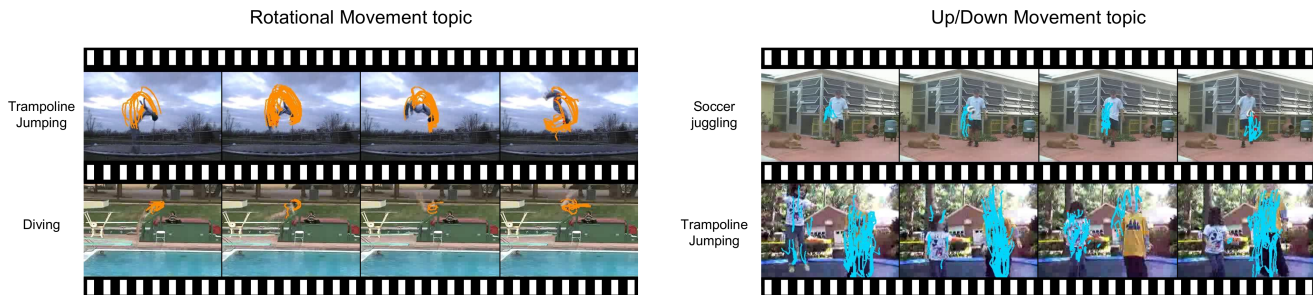 Rotational Movement topic
Up/Down Movement topic
Trampoline
Jumping
Diving
Soccer
juggling
Trampoline
Jumping